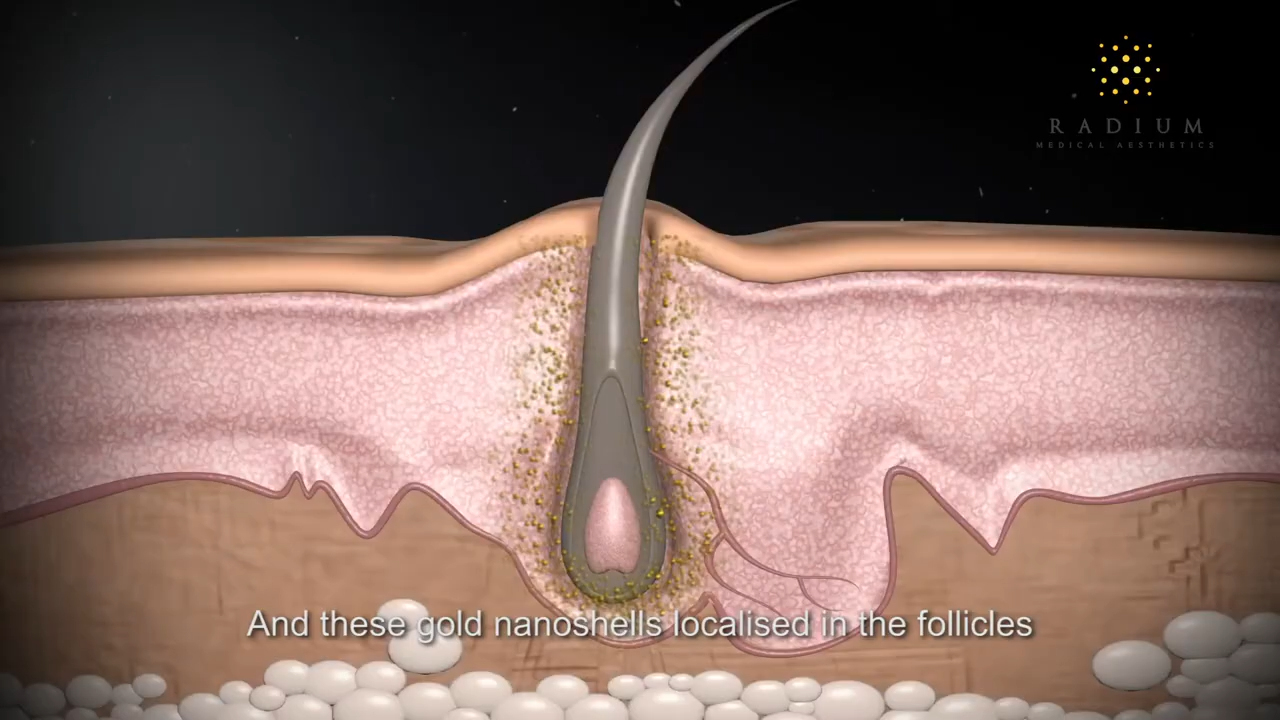 RADIUM
MEDICAL AESTHETICS
And these gold nanoshells localised in the follicles